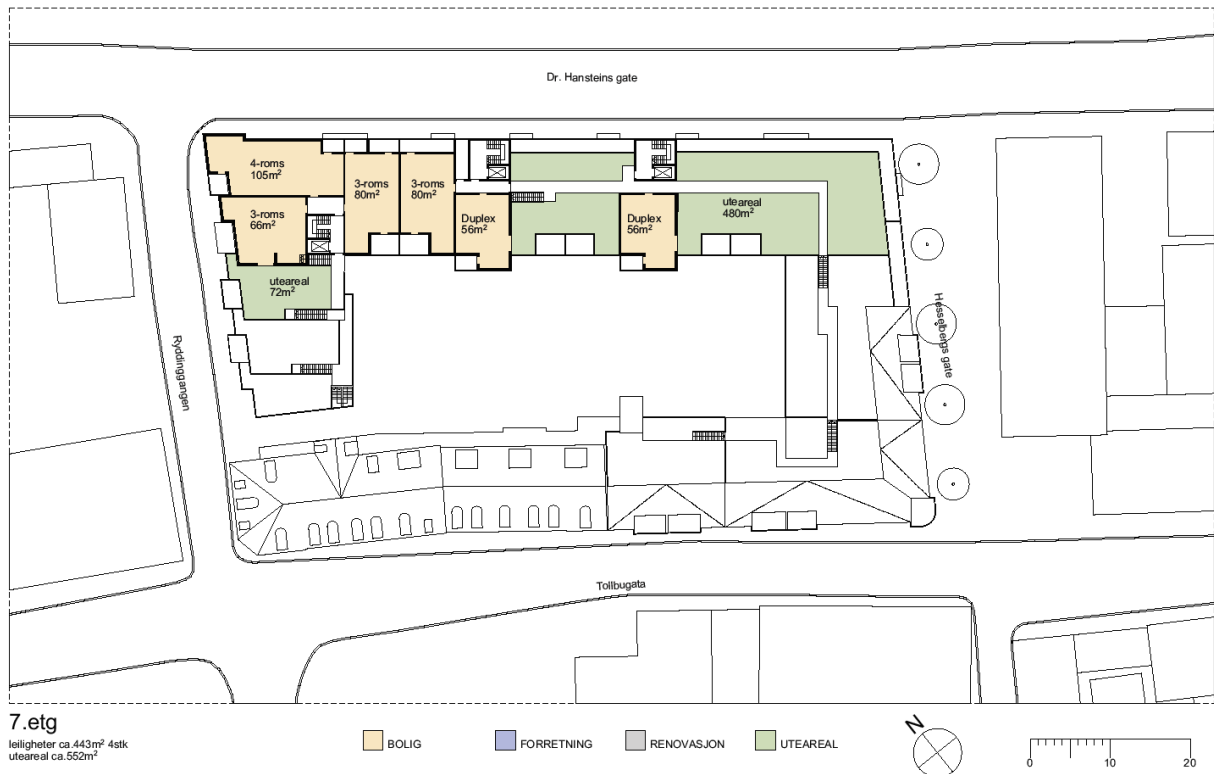 Dr. Hansteins gate
4-roms
105m²
3-roms
80m²
3-roms
80m²
3-roms
66m²
Duplex
56m²
Duplex
56m²
uteareal
480m²
uteareal
72m²
Ryddinggangen
Hesselbergs gate
Tollbugata
7.etg
leiligheter ca.443m² 4stk
uteareal ca.552m²
BOLIG
FORRETNING
RENOVASJON
UTEAREAL
N
0 10 20